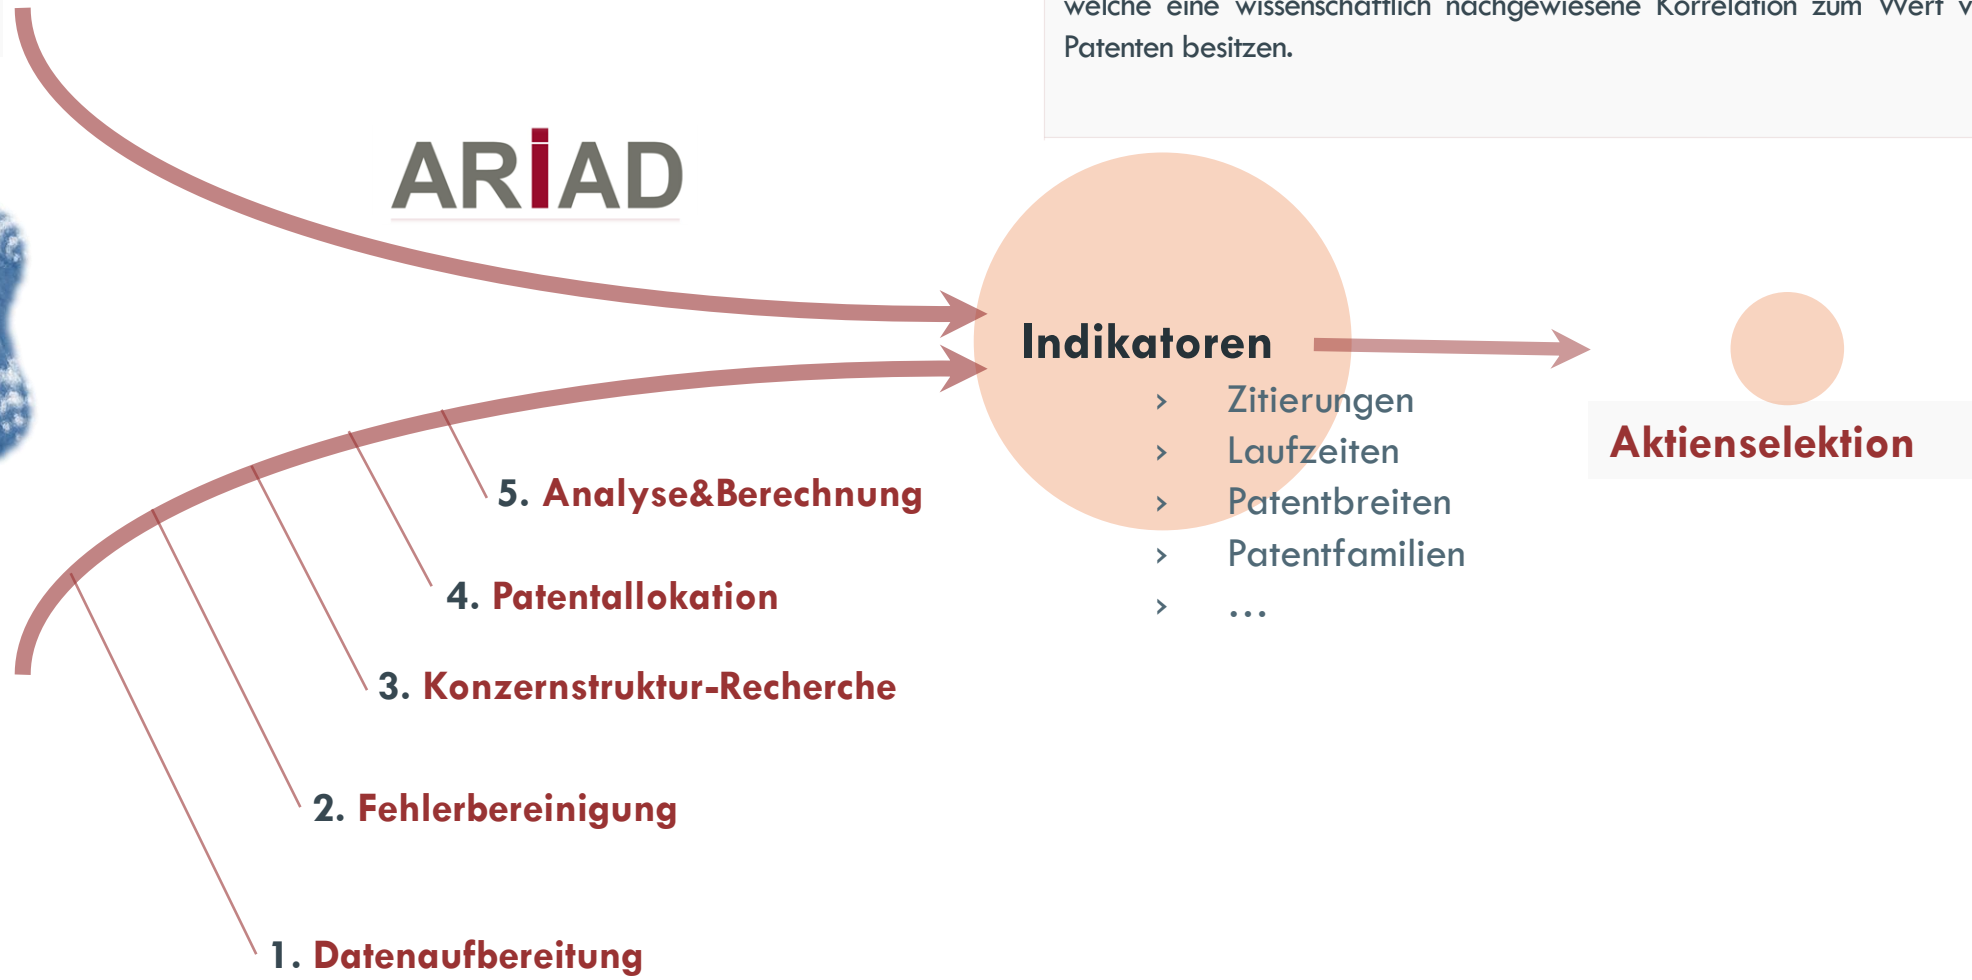 welche eine wissenschaftlich nachgewiesene Korrelation zum Wert
Patenten besitzen.
ARiAD
Indikatoren
› Zitierungen
› Laufzeiten
› Patentbreiten
› Patentfamilien
› ...
Aktienselektion
5. Analyse&Berechnung
4. Patentallokation
3. Konzernstruktur-Recherche
2. Fehlerbereinigung
1. Datenaufbereitung